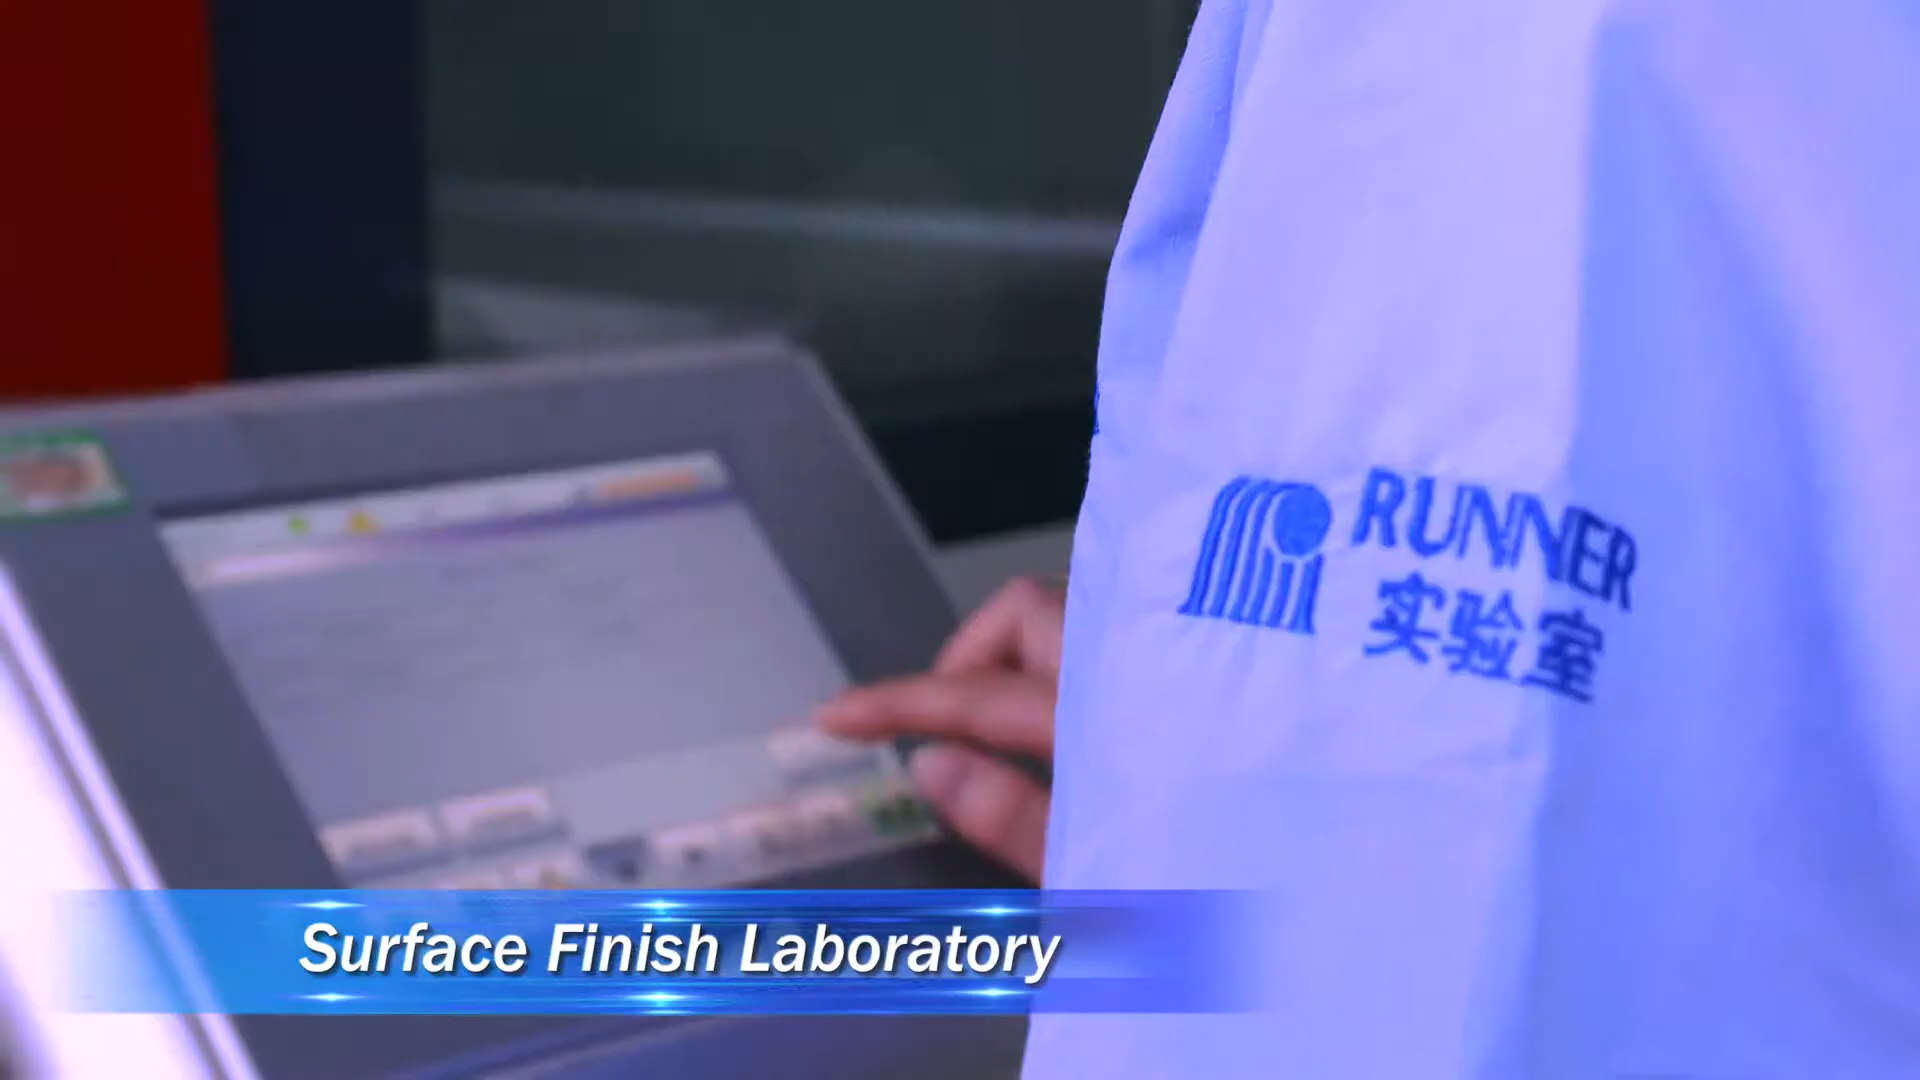 RUNNER
实验室
Surface Finish Laboratory